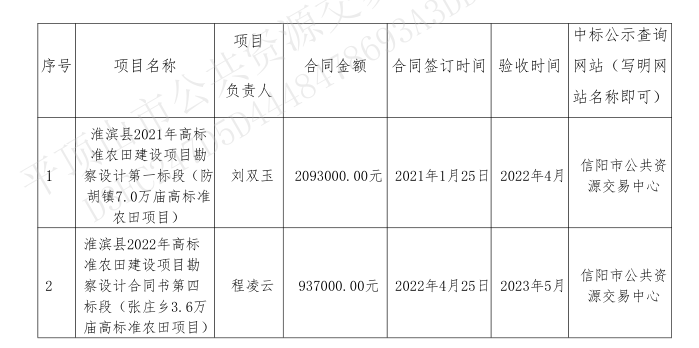 序号
项目名称
项目
负责人
合同金额
合同签订时间
验收时间
中标公示查询
网站（写明网
站名称即可）
1
淮滨县2021年高标
准农田建设项目勘
察设计第一标段（防
胡镇7.0万庙高标准
农田项目）
刘双玉
2093000.00元
2021年1月25日
2022年4月
信阳市公共资
源交易中心
2
淮滨县2022年高标
准农田建设项目勘
察设计合同书第四
标段（张庄乡3.6万
庙高标准农田项目）
程凌云
937000.00元
2022年4月25日
2023年5月
信阳市公共资
源交易中心